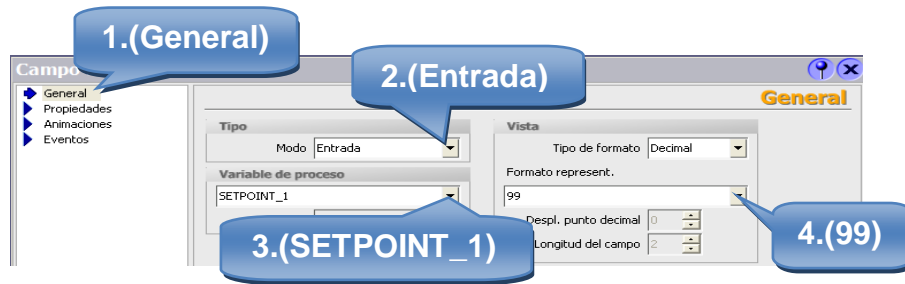 1.(General)
2.(Entrada)
Campo
General
General
Propiedades
Animaciones
Eventos
Tipo
Modo Entrada
Variable de proceso
SETPOINT_1
Vista
Tipo de formato Decimal
Formato represent.
99
Despl. punto decimal 0
Longitud del campo 2
3.(SETPOINT_1)
4.(99)